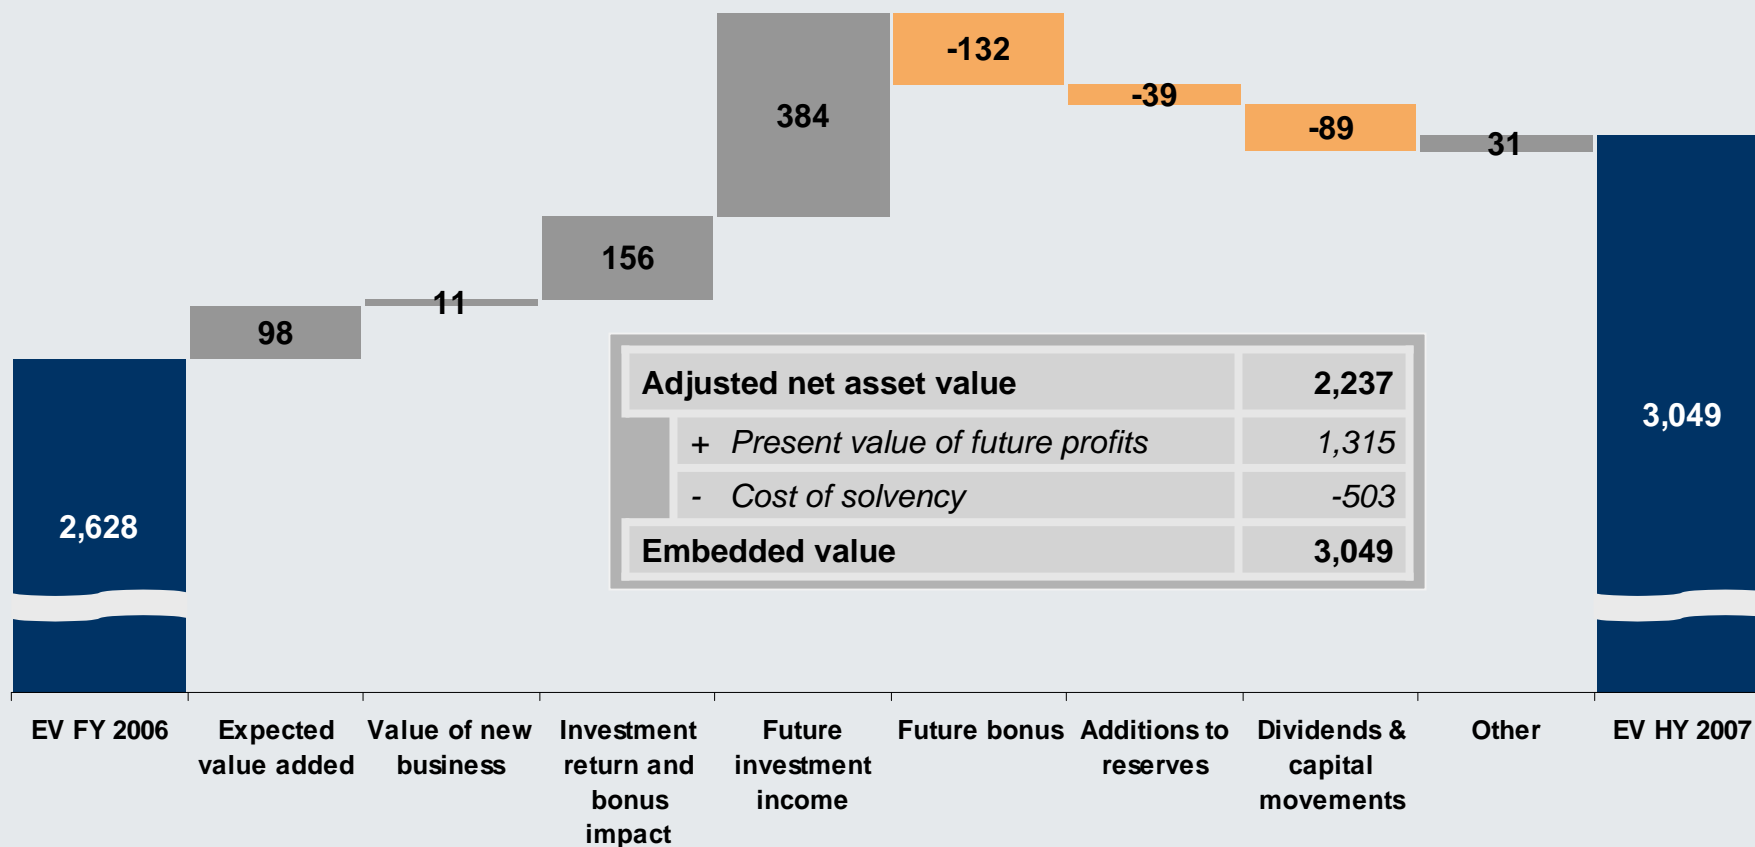 -132
-39
384
-89
31
156
11
98
Adjusted net asset value 2,237
+ Present value of future profits 1,315
- Cost of solvency -503
Embedded value 3,049
3,049
2,628
EV FY 2006
Expected
value added
Value of new
business
Investment
return and
bonus
impact
Future
investment
income
Future bonus
Additions to
reserves
Dividends &
capital
movements
Other
EV HY 2007